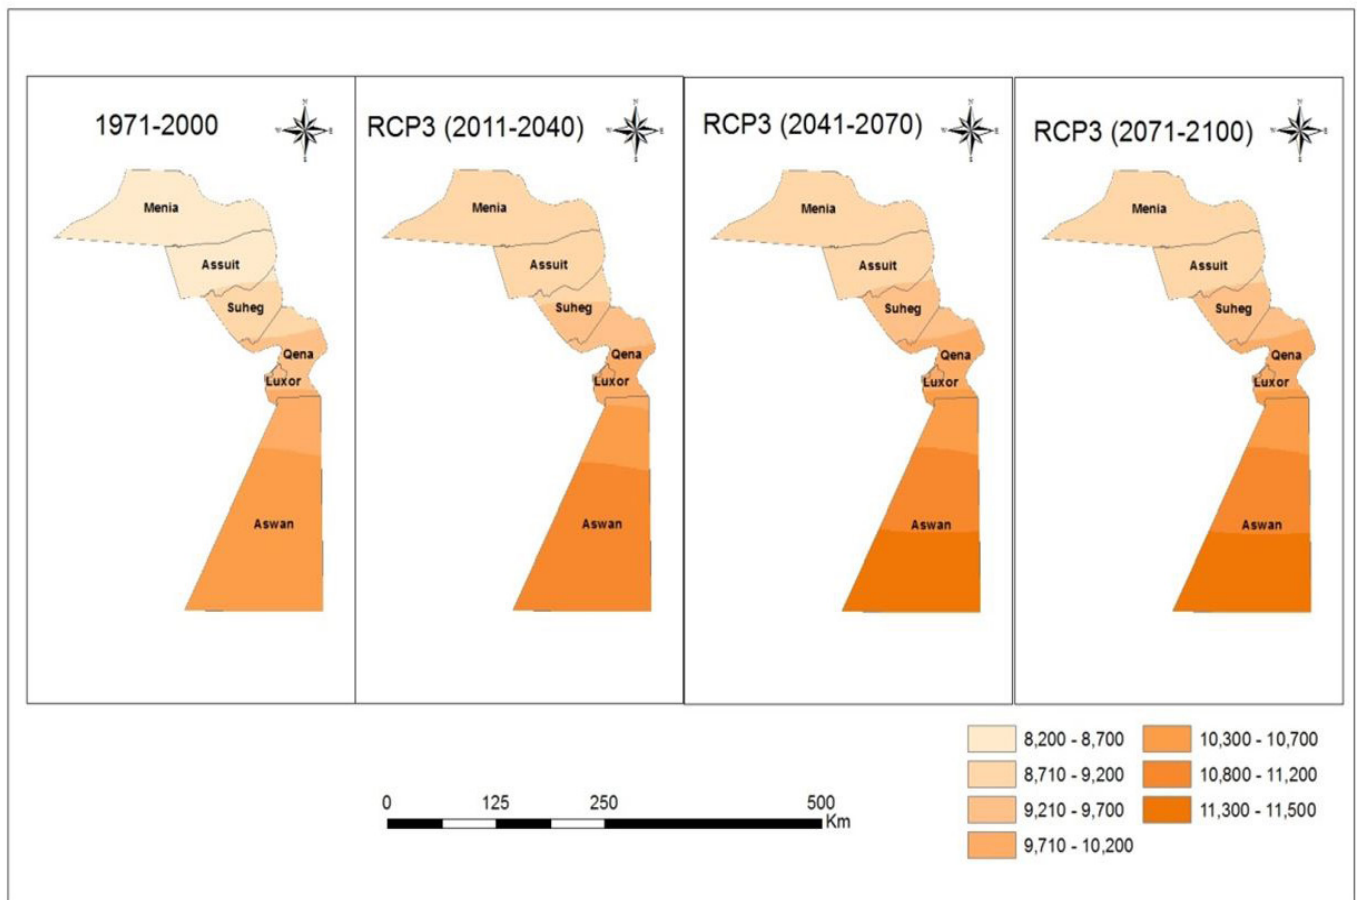 1971-2000
Menia
Assuit
Suheg
Qena
Luxor
Aswan
RCP3 (2011-2040)
Menia
Assuit
Suheg
Qena
Luxor
Aswan
RCP3 (2041-2070)
Menia
Assuit
Suheg
Qena
Luxor
Aswan
RCP3 (2071-2100)
Menia
Assuit
Suheg
Qena
Luxor
Aswan
0 125 250 500
Km
8,200 - 8,700
8,710 - 9,200
9,210 - 9,700
9,710 - 10,200
10,300 - 10,700
10,800 - 11,200
11,300 - 11,500